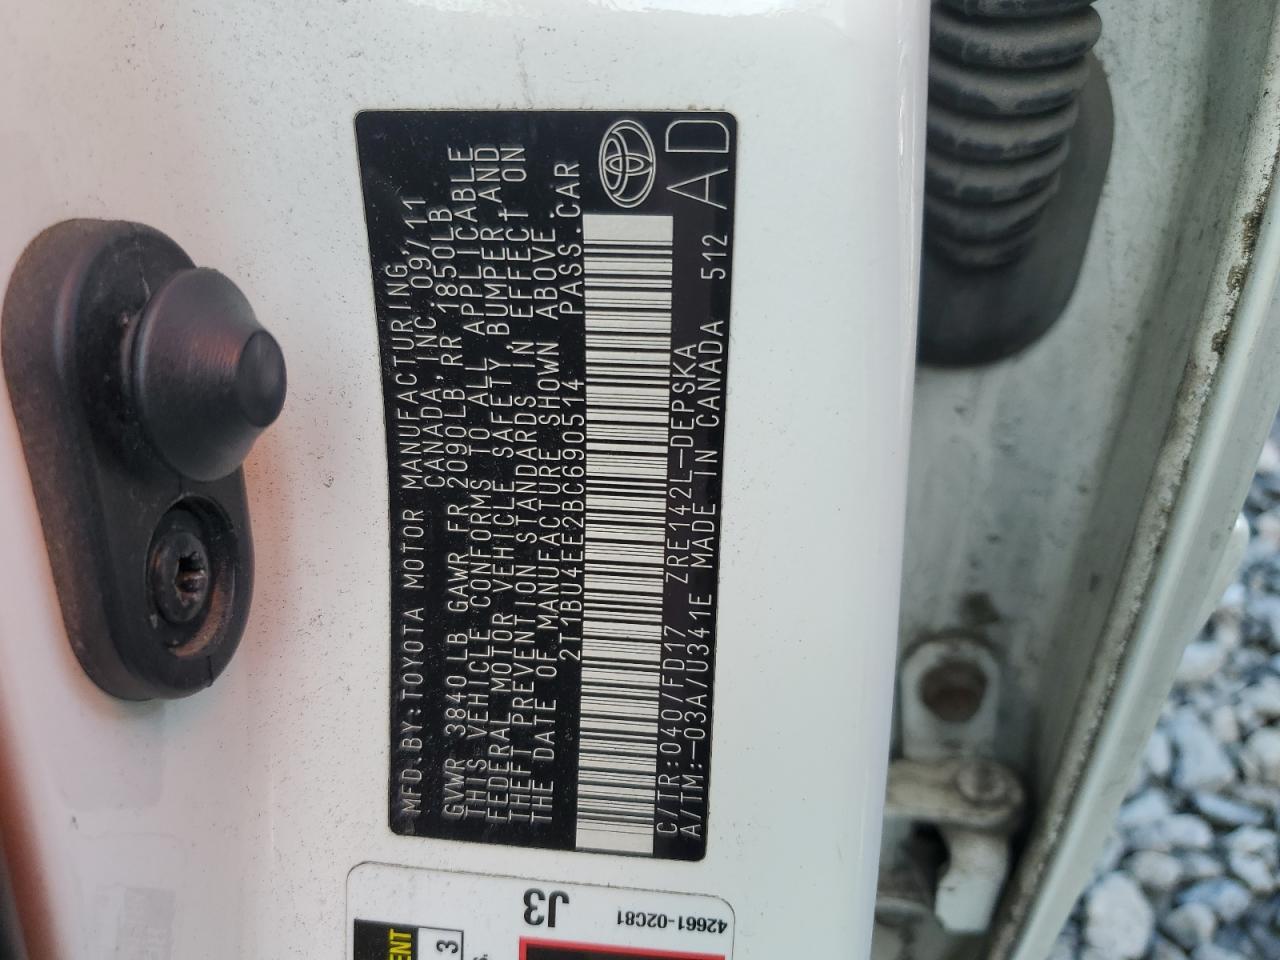 MFD.BY:TOYOTA MOTOR MANUFACTURING,
CANADA,INC.09/11
GVWR 3840LB GAWR FR 2090LB,RR 1850LB
THIS VEHICLE CONFORMS TO ALL APPLICABLE
FEDERAL MOTOR VEHICLE SAFETY BUMPER,AND
THEFT PREVENTION STANDARDS IN EFFECT ON
THE DATE OF MANUFACTURE SHOWN ABOVE.
2T1BU4EE2BC690514 PASS.CAR
C/TR:040/FD17 ZRE142L-DEPSKA
A/TM:-03A/U341E MADE IN CANADA 512
AD
J3
42661-02C81
3